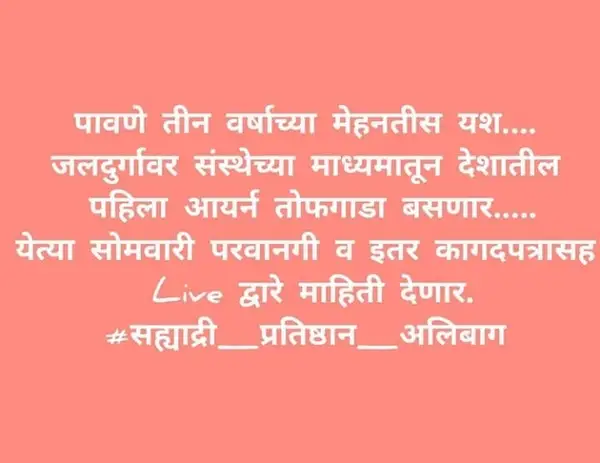 पावणे तीन वर्षाच्या मेहनतीस यश....
जलदुर्गावर संस्थेच्या माध्यमातून देशातील
पहिला आयर्न तोफगाडा बसणार.....
येत्या सोमवारी परवानगी व इतर कागदपत्रासह
Live द्वारे माहिती देणार.
#सह्याद्री__प्रतिष्ठान__अलिबाग